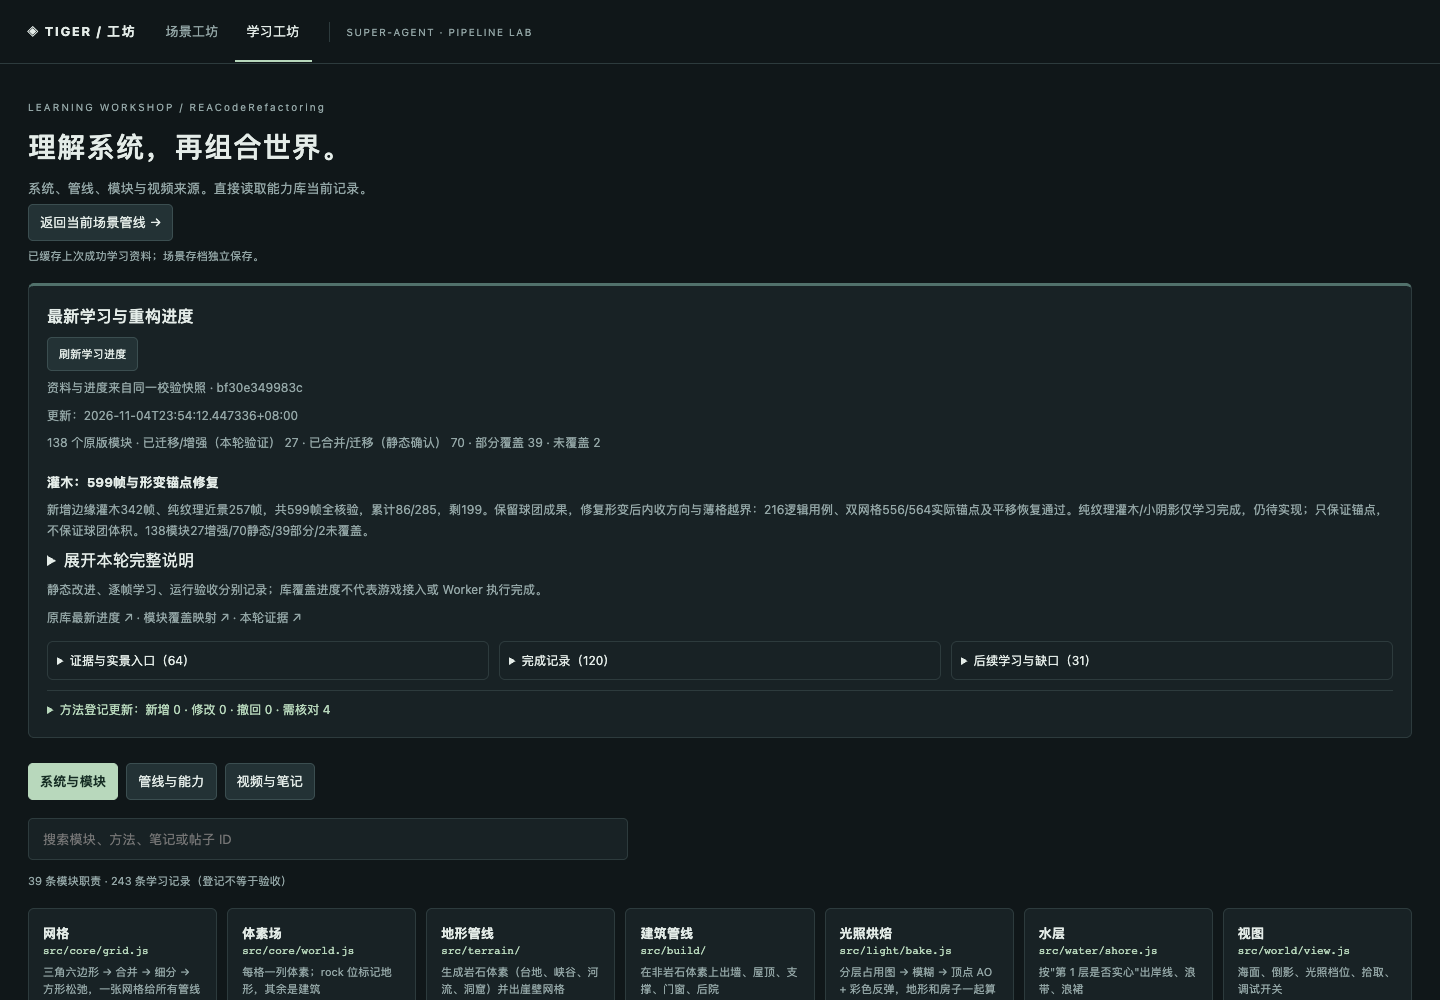 ◈ TIGER / 工坊 场景工坊 学习工坊 SUPER-AGENT · PIPELINE LAB
LEARNING WORKSHOP / REACodeRefactoring
理解系统，再组合世界。
系统、管线、模块与视频来源。直接读取能力库当前记录。
返回当前场景管线 →
已缓存上次成功学习资料；场景存档独立保存。
最新学习与重构进度
刷新学习进度
资料与进度来自同一校验快照 · bf30e349983c
更新：2026-11-04T23:54:12.447336+08:00
138 个原版模块 · 已迁移/增强（本轮验证） 27 · 已合并/迁移（静态确认） 70 · 部分覆盖 39 · 未覆盖 2
灌木：599帧与形变锚点修复
新增边缘灌木342帧、纯纹理近景257帧，共599帧全核验，累计86/285，剩199。保留球团成果，修复形变后内收方向与薄格越界：216逻辑用例、双网格556/564实际锚点及平移恢复通过。纯纹理灌木/小阴影仅学习完成，仍待实现；只保证锚点，
不保证球团体积。138模块27增强/70静态/39部分/2未覆盖。
▶ 展开本轮完整说明
静态改进、逐帧学习、运行验收分别记录；库覆盖进度不代表游戏接入或 Worker 执行完成。
原库最新进度 ↗ · 模块覆盖映射 ↗ · 本轮证据 ↗
▶ 证据与实景入口（64）
▶ 完成记录（120）
▶ 后续学习与缺口（31）
▶ 方法登记更新：新增 0 · 修改 0 · 撤回 0 · 需核对 4
系统与模块 管线与能力 视频与笔记
搜索模块、方法、笔记或帖子 ID
39 条模块职责 · 243 条学习记录（登记不等于验收）
网格
src/core/grid.js
三角六边形 → 合并 → 细分 →
方形松弛，一张网格给所有管线
体素场
src/core/world.js
每格一列体素；rock 位标记地
形，其余是建筑
地形管线
src/terrain/
生成岩石体素（台地、峡谷、河
流、洞窟）并出崖壁网格
建筑管线
src/build/
在非岩石体素上出墙、屋顶、支
撑、门窗、后院
光照烘焙
src/light/bake.js
分层占用图 → 模糊 → 顶点 AO
+ 彩色反弹，地形和房子一起算
水层
src/water/shore.js
按"第 1 层是否实心"出岸线、浪
带、浪裙
视图
src/world/view.js
海面、倒影、光照档位、拾取、
调试开关